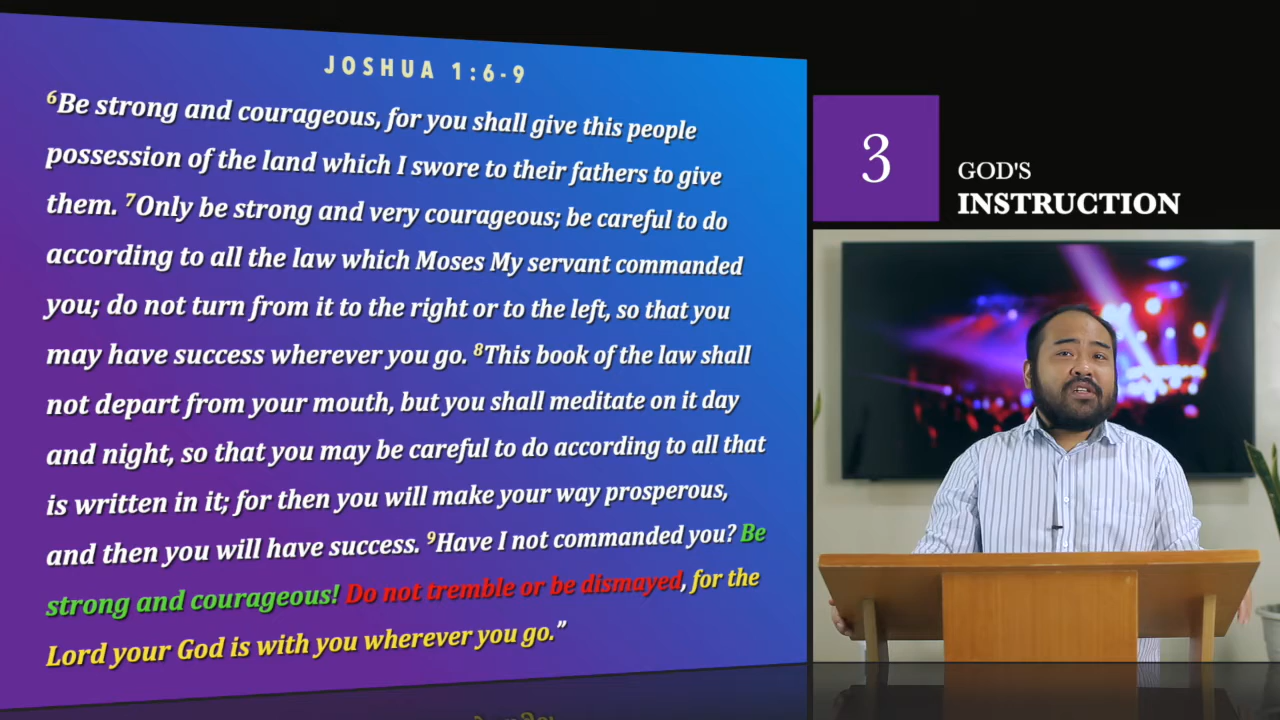 JOSHUA 1:6-9
6Be strong and courageous, for you shall give this people
possession of the land which I swore to their fathers to give
them. 7Only be strong and very courageous; be careful to do
according to all the law which Moses My servant commanded
you; do not turn from it to the right or to the left, so that you
may have success wherever you go. 8This book of the law shall
not depart from your mouth, but you shall meditate on it day
and night, so that you may be careful to do according to all that
is written in it; for then you will make your way prosperous,
and then you will have success. 9Have I not commanded you? Be
strong and courageous! Do not tremble or be dismayed, for the
Lord your God is with you wherever you go.”
3
GOD'S
INSTRUCTION